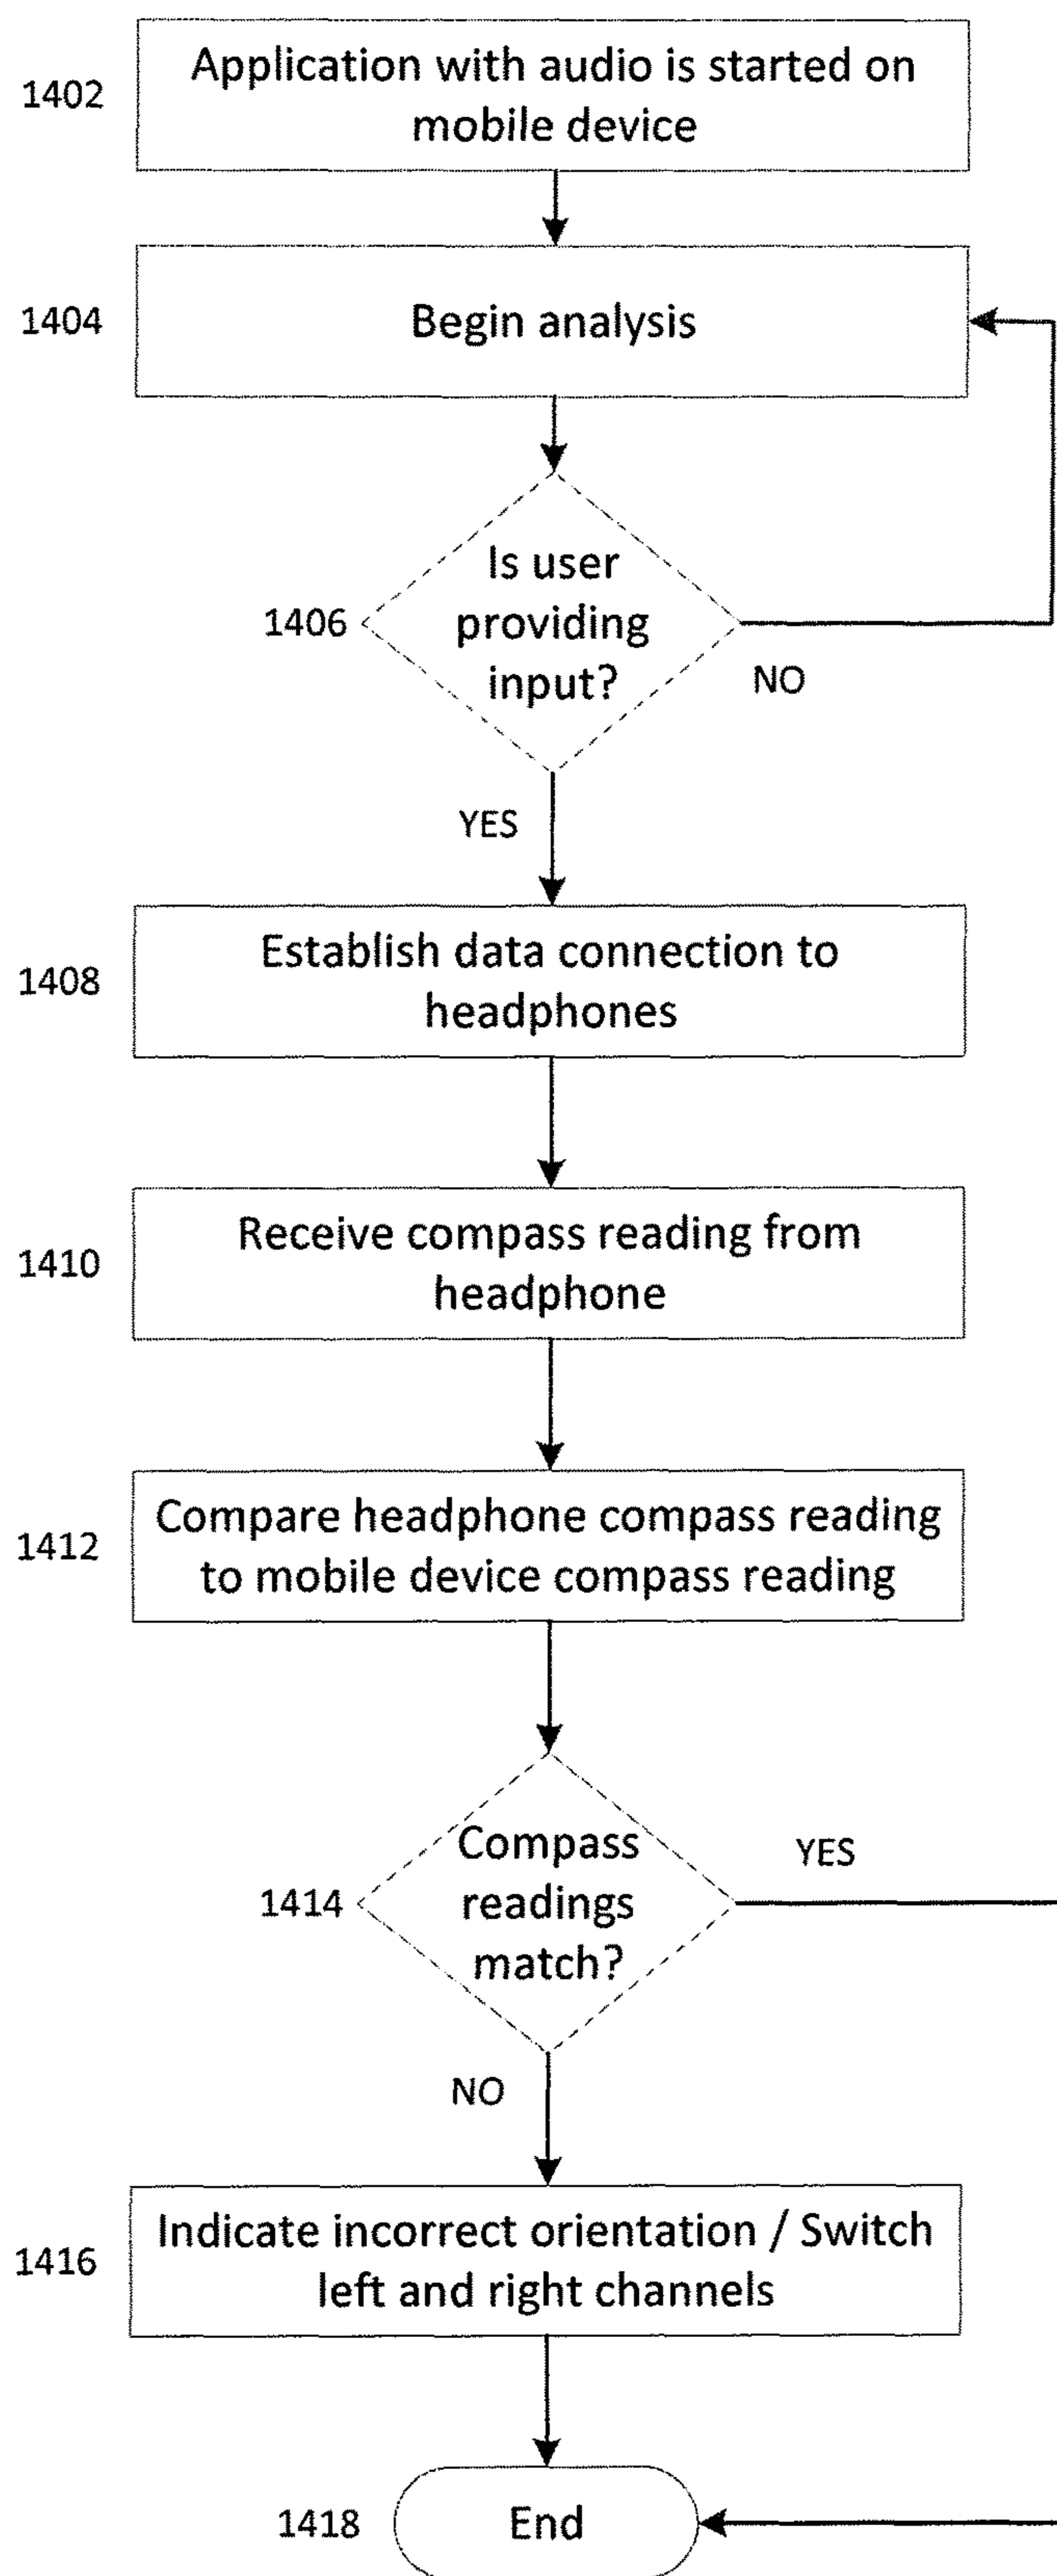 1402
Application with audio is started on
mobile device
1404
Begin analysis
1406
Is user
providing
input?
NO
YES
1408
Establish data connection to
headphones
1410
Receive compass reading from
headphone
1412
Compare headphone compass reading
to mobile device compass reading
1414
Compass
readings
match?
YES
NO
1416
Indicate incorrect orientation / Switch
left and right channels
1418
End